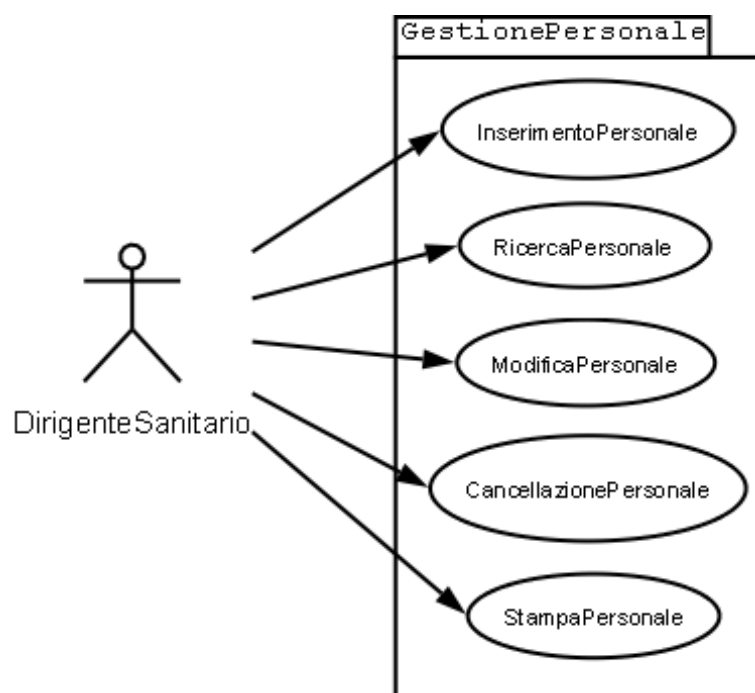 GestionePersonale
InserimentoPersonale
RicercaPersonale
ModificaPersonale
DirigenteSanitario
CancellazionePersonale
StampaPersonale